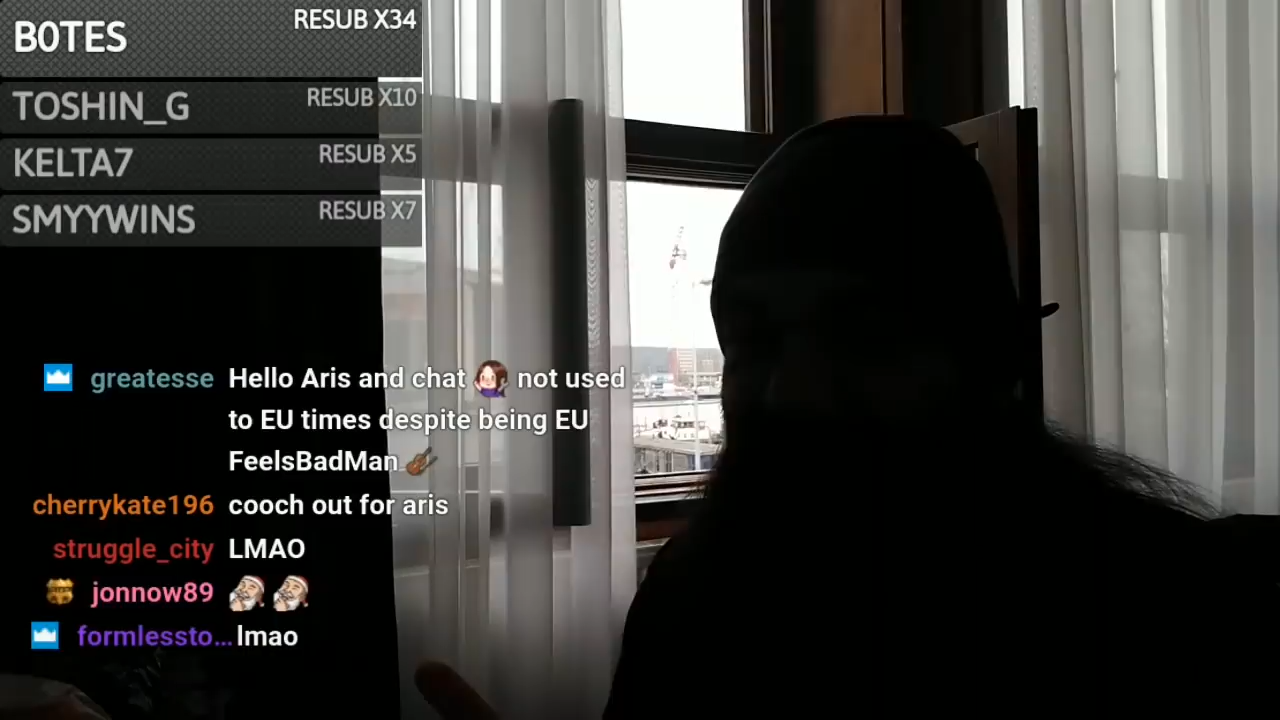 B0TES RESUB X34
TOSHIN_G RESUB X10
KELTA7 RESUB X5
SMYYWINS RESUB X7
greatesse Hello Aris and chat not used
to EU times despite being EU
FeelsBadMan
cherrykate196 cooch out for aris
struggle_city LMAO
jonnow89
formlessto... lmao